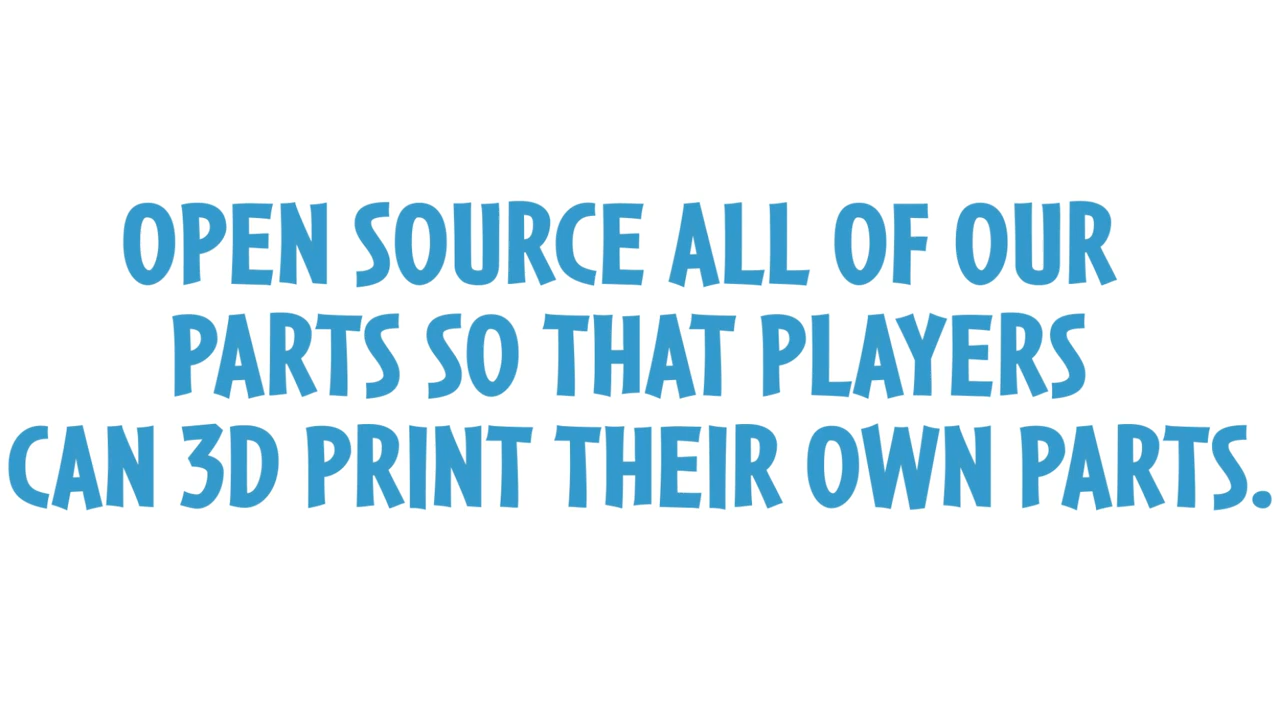 OPEN SOURCE ALL OF OUR
PARTS SO THAT PLAYERS
CAN 3D PRINT THEIR OWN PARTS.